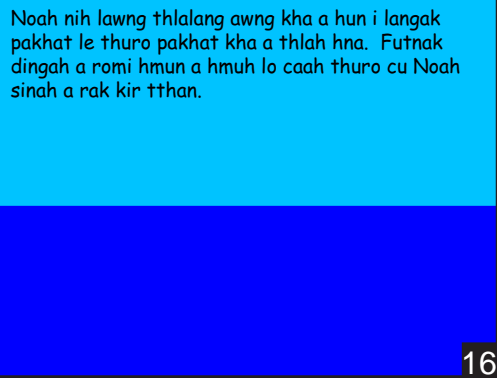 Noah nih lawng thlalang awng kha a hun i langak
pakhat le thuro pakhat kha a thlah hna.  Futnak
dingah a romi hmun a hmuh lo caah thuro cu Noah
sinah a rak kir tthan.
16